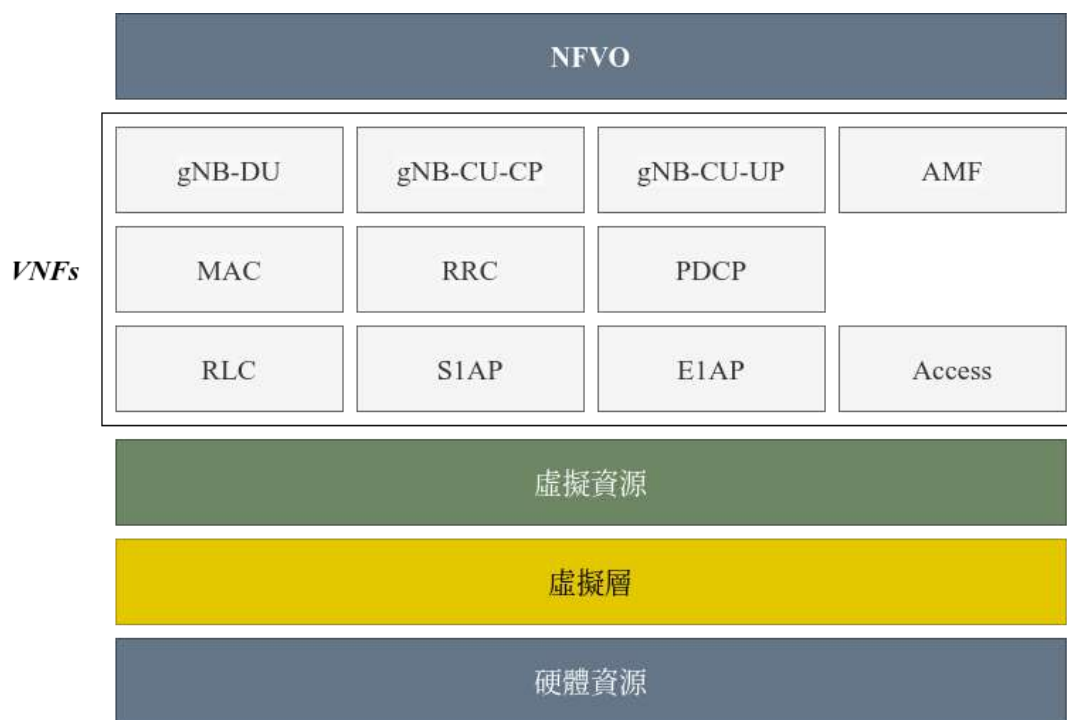 NFVO
gNB-DU gNB-CU-CP gNB-CU-UP AMF
VNFs MAC RRC PDCP
RLC S1AP E1AP Access
虛擬資源
虛擬層
硬體資源